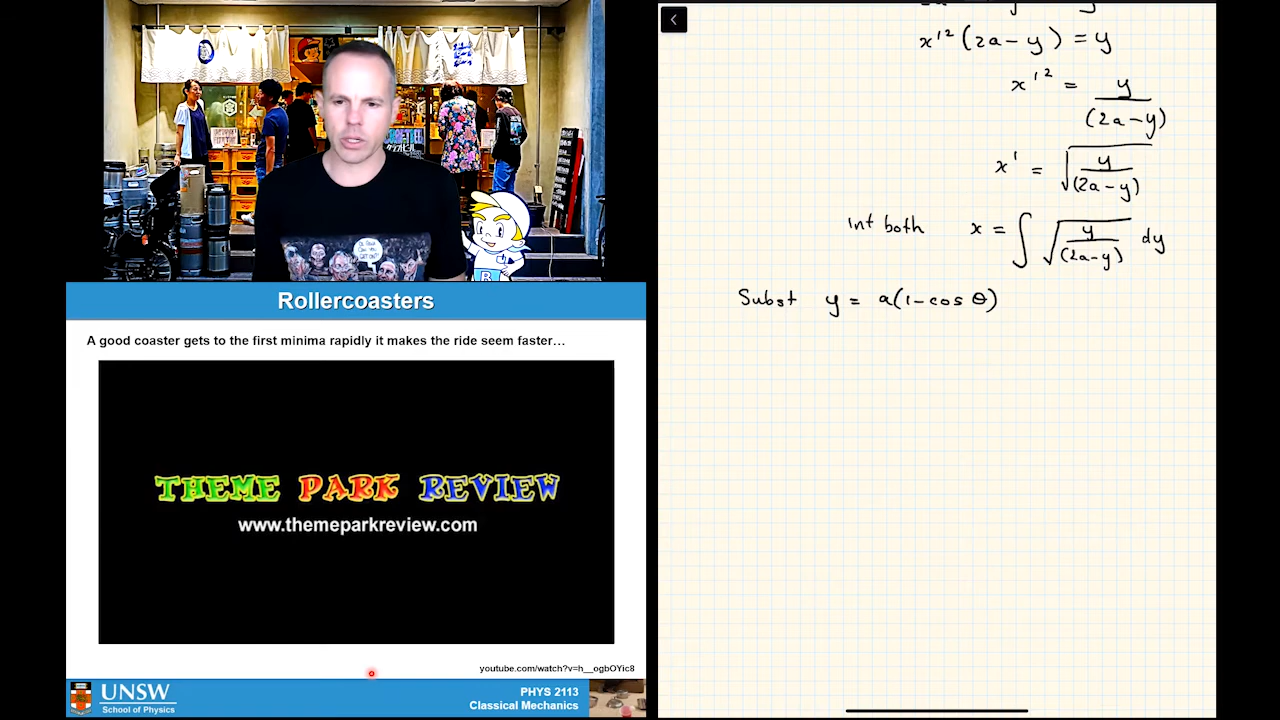 Rollercoasters
A good coaster gets to the first minima rapidly it makes the ride seem faster...
THEME PARK REVIEW
www.themeparkreview.com
youtube.com/watch?v=h__ogbOYic8
UNSW
School of Physics
PHYS 2113
Classical Mechanics
x'² (2a-y) = y
x'² = y / (2a-y)
x' = √(y / (2a-y))
Int both x = ∫ √(y / (2a-y)) dy
Subst y = a(1-cos θ)